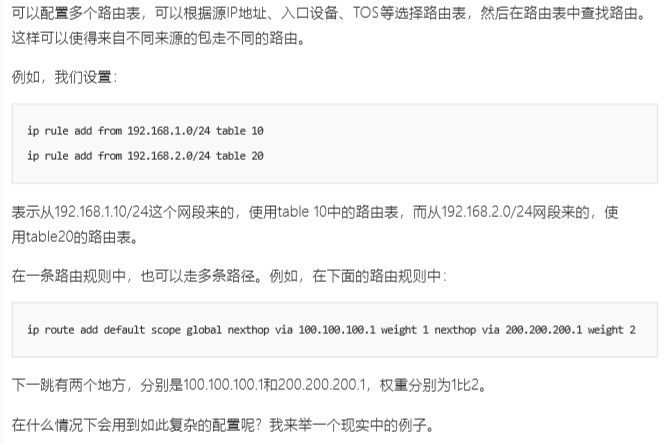 可以配置多个路由表，可以根据源IP地址、入口设备、TOS等选择路由表，然后在路由表中查找路由。
这样可以使得来自不同来源的包走不同的路由。
例如，我们设置：
ip rule add from 192.168.1.0/24 table 10
ip rule add from 192.168.2.0/24 table 20
表示从192.168.1.10/24这个网段来的，使用table 10中的路由表，而从192.168.2.0/24网段来的，使
用table20的路由表。
在一条路由规则中，也可以走多条路径。例如，在下面的路由规则中：
ip route add default scope global nexthop via 100.100.100.1 weight 1 nexthop via 200.200.200.1 weight 2
下一跳有两个地方，分别是100.100.100.1和200.200.200.1，权重分别为1比2。
在什么情况下会用到如此复杂的配置呢？我来举一个现实中的例子。